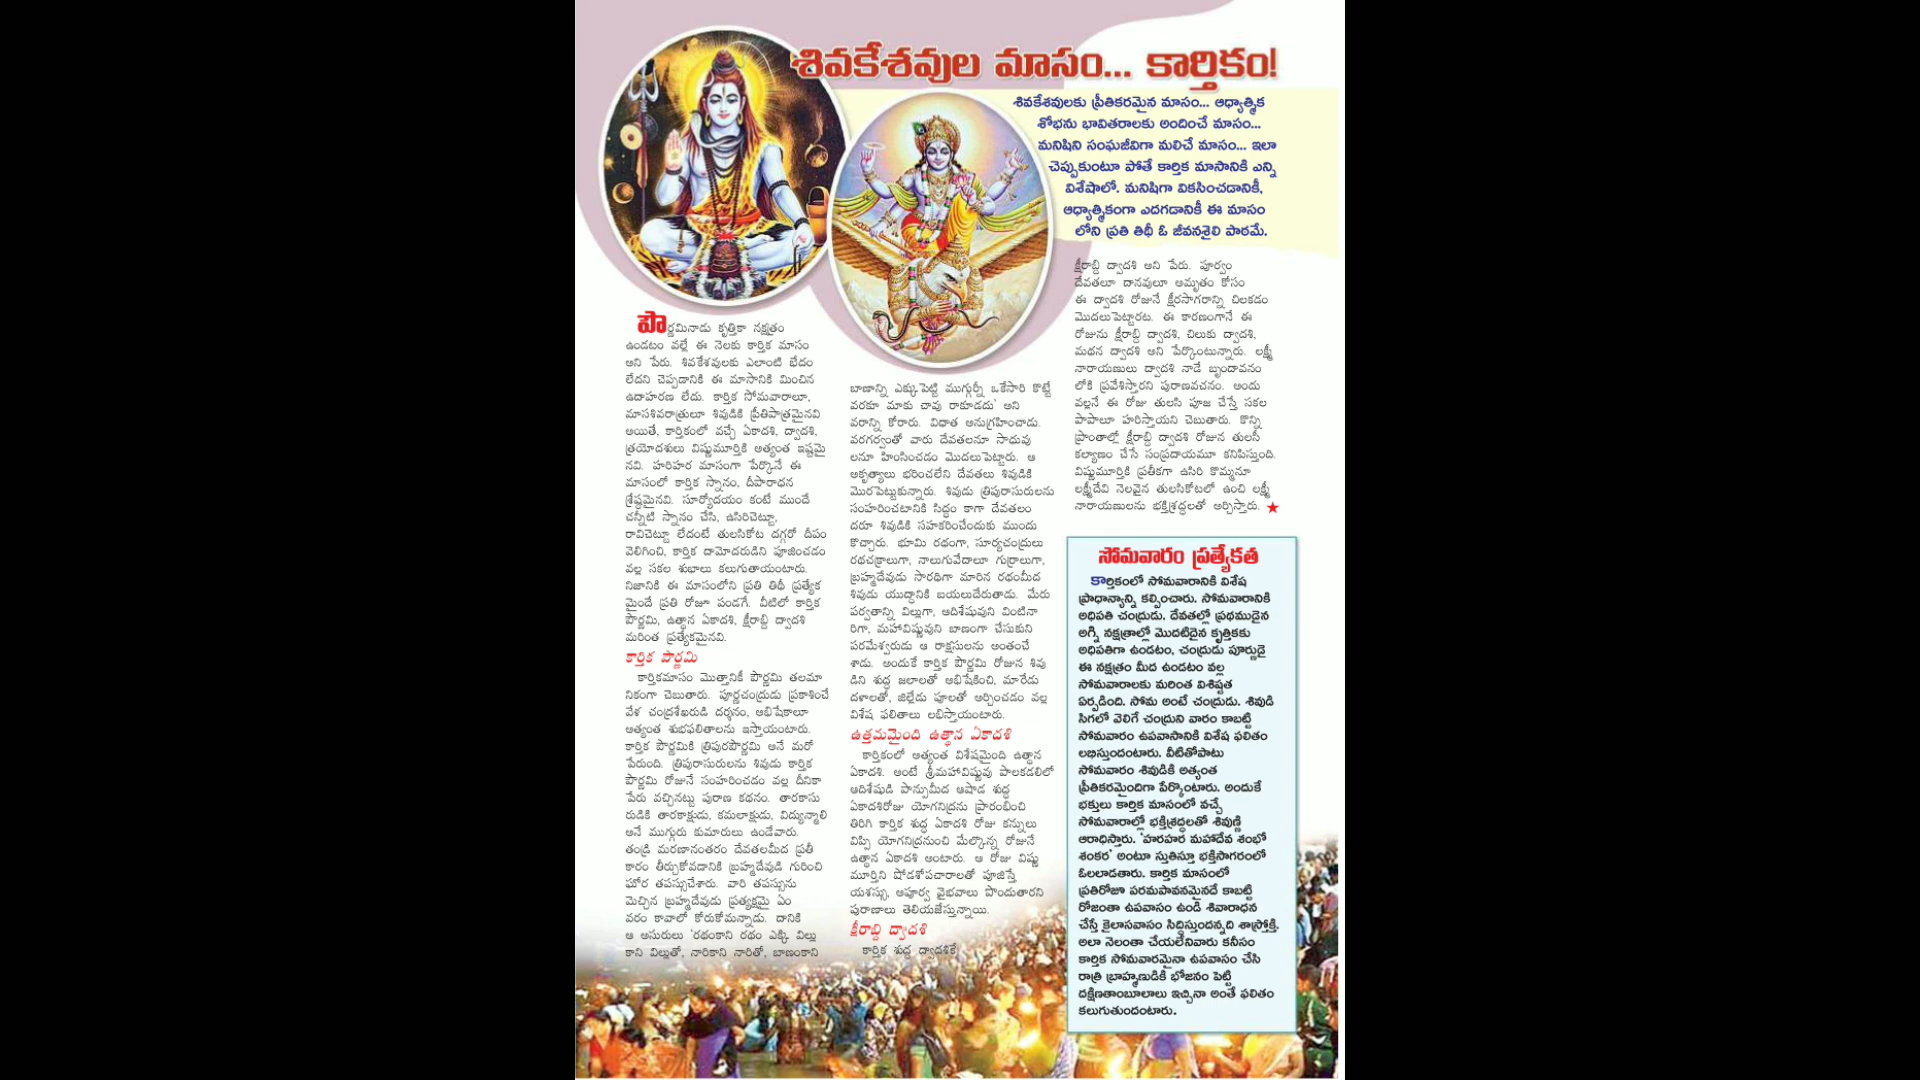 శివకేశవుల మాసం... కార్తికం!
శివకేశవులకు ప్రీతికరమైన మాసం... ఆధ్యాత్మిక
శోభను భావితరాలకు అందించే మాసం...
మనిషిని సంఘజీవిగా మలిచే మాసం... ఇలా
చెప్పుకుంటూ పోతే కార్తిక మాసానికి ఎన్ని
విశేషాలో. మనిషిగా వికసించడానికీ,
ఆధ్యాత్మికంగా ఎదగడానికీ ఈ మాసం
లోని ప్రతి తిథీ ఓ జీవనశైలి పాఠమే.
పౌర్ణమినాడు కృత్తికా నక్షత్రం
ఉండటం వల్లే ఈ నెలకు కార్తిక మాసం
అని పేరు. శివకేశవులకు ఎలాంటి భేదం
లేదని చెప్పడానికి ఈ మాసానికి మించిన
ఉదాహరణ లేదు. కార్తిక సోమవారాలూ,
మాసశివరాత్రులూ శివుడికి ప్రీతిపాత్రమైనవి
అయితే, కార్తికంలో వచ్చే ఏకాదశి, ద్వాదశి,
త్రయోదశులు విష్ణుమూర్తికి అత్యంత ఇష్టమై
నవి. హరిహర మాసంగా పేర్కొనే ఈ
మాసంలో కార్తిక స్నానం, దీపారాధన
శ్రేష్ఠమైనవి. సూర్యోదయం కంటే ముందే
చన్నీటి స్నానం చేసి, ఉసిరిచెట్టూ,
రావిచెట్టూ లేదంటే తులసికోట దగ్గరో దీపం
వెలిగించి, కార్తిక దామోదరుడిని పూజించడం
వల్ల సకల శుభాలు కలుగుతాయంటారు.
నిజానికి ఈ మాసంలోని ప్రతి తిథీ ప్రత్యేక
మైందే ప్రతి రోజూ పండగే. వీటిలో కార్తిక
పౌర్ణమి, ఉత్థాన ఏకాదశి, క్షీరాబ్ది ద్వాదశి
మరింత ప్రత్యేకమైనవి.
కార్తిక పౌర్ణమి
కార్తికమాసం మొత్తానికీ పౌర్ణమి తలమా
నికంగా చెబుతారు. పూర్ణచంద్రుడు ప్రకాశించే
వేళ చంద్రశేఖరుడి దర్శనం, అభిషేకాలూ
అత్యంత శుభఫలితాలను ఇస్తాయంటారు.
కార్తిక పౌర్ణమికి త్రిపురపౌర్ణమి అనే మరో
పేరుంది. త్రిపురాసురులను శివుడు కార్తిక
పౌర్ణమి రోజునే సంహరించడం వల్ల దీనికా
పేరు వచ్చినట్టు పురాణ కథనం. తారకాసు
రుడికి తారకాక్షుడు, కమలాక్షుడు, విద్యున్మాలి
అనే ముగ్గురు కుమారులు ఉండేవారు.
తండ్రి మరణానంతరం దేవతలమీద ప్రతీ
కారం తీర్చుకోవడానికి బ్రహ్మదేవుడి గురించి
ఘోర తపస్సుచేశారు. వారి తపస్సును
మెచ్చిన బ్రహ్మదేవుడు ప్రత్యక్షమై ఏం
వరం కావాలో కోరుకోమన్నాడు. దానికి
ఆ అసురులు 'రథంకాని రథం ఎక్కి విల్లు
కాని విల్లుతో, నారికాని నారితో, బాణంకాని
బాణాన్ని ఎక్కుపెట్టి ముగ్గుర్నీ ఒకేసారి కొట్టే
వరకూ మాకు చావు రాకూడదు' అని
వరాన్ని కోరారు. విధాత అనుగ్రహించాడు.
వరగర్వంతో వారు దేవతలనూ సాధువు
లనూ హింసించడం మొదలుపెట్టారు. ఆ
అకృత్యాలు భరించలేని దేవతలు శివుడికి
మొరపెట్టుకున్నారు. శివుడు త్రిపురాసురులను
సంహరించటానికి సిద్ధం కాగా దేవతలం
దరూ శివుడికి సహకరించేందుకు ముందు
కొచ్చారు. భూమి రథంగా, సూర్యచంద్రులు
రథచక్రాలుగా, నాలుగువేదాలూ గుర్రాలుగా,
బ్రహ్మదేవుడు సారథిగా మారిన రథంమీద
శివుడు యుద్ధానికి బయలుదేరుతాడు. మేరు
పర్వతాన్ని విల్లుగా, ఆదిశేషువుని వింటినా
రిగా, మహావిష్ణువుని బాణంగా చేసుకుని
పరమేశ్వరుడు ఆ రాక్షసులను అంతంచే
శాడు. అందుకే కార్తిక పౌర్ణమి రోజున శివు
డిని శుద్ధ జలాలతో అభిషేకించి, మారేడు
దళాలతో, జిల్లేడు పూలతో అర్చించడం వల్ల
విశేష ఫలితాలు లభిస్తాయంటారు.
ఉత్తమమైంది ఉత్థాన ఏకాదశి
కార్తికంలో అత్యంత విశేషమైంది ఉత్థాన
ఏకాదశి. అంటే శ్రీమహావిష్ణువు పాలకడలిలో
ఆదిశేషుడి పాన్పుమీద ఆషాడ శుద్ధ
ఏకాదశిరోజు యోగనిద్రను ప్రారంభించి
తిరిగి కార్తిక శుద్ధ ఏకాదశి రోజు కన్నులు
విప్పి యోగనిద్రనుంచి మేల్కొన్న రోజునే
ఉత్థాన ఏకాదశి అంటారు. ఆ రోజు విష్ణు
మూర్తిని షోడశోపచారాలతో పూజిస్తే
యశస్సు, అపూర్వ వైభవాలు పొందుతారని
పురాణాలు తెలియజేస్తున్నాయి.
క్షీరాబ్ది ద్వాదశి
కార్తిక శుద్ధ ద్వాదశికే
క్షీరాబ్ది ద్వాదశి అని పేరు. పూర్వం
దేవతలూ దానవులూ అమృతం కోసం
ఈ ద్వాదశి రోజునే క్షీరసాగరాన్ని చిలకడం
మొదలుపెట్టారట. ఈ కారణంగానే ఈ
రోజును క్షీరాబ్ది ద్వాదశి, చిలుకు ద్వాదశి,
మథన ద్వాదశి అని పేర్కొంటున్నారు. లక్ష్మీ
నారాయణులు ద్వాదశి నాడే బృందావనం
లోకి ప్రవేశిస్తారని పురాణవచనం. అందు
వల్లనే ఈ రోజు తులసి పూజ చేస్తే సకల
పాపాలూ హరిస్తాయని చెబుతారు. కొన్ని
ప్రాంతాల్లో క్షీరాబ్ది ద్వాదశి రోజున తులసీ
కల్యాణం చేసే సంప్రదాయమూ కనిపిస్తుంది.
విష్ణుమూర్తికి ప్రతీకగా ఉసిరి కొమ్మనూ
లక్ష్మీదేవి నెలవైన తులసికోటలో ఉంచి లక్ష్మీ
నారాయణులను భక్తిశ్రద్ధలతో అర్చిస్తారు. ★
సోమవారం ప్రత్యేకత
కార్తికంలో సోమవారానికి విశేష
ప్రాధాన్యాన్ని కల్పించారు. సోమవారానికి
అధిపతి చంద్రుడు. దేవతల్లో ప్రథముడైన
అగ్ని నక్షత్రాల్లో మొదటిదైన కృత్తికకు
అధిపతిగా ఉండటం, చంద్రుడు పూర్ణుడై
ఈ నక్షత్రం మీద ఉండటం వల్ల
సోమవారాలకు మరింత విశిష్టత
ఏర్పడింది. సోమ అంటే చంద్రుడు. శివుడి
సిగలో వెలిగే చంద్రుని వారం కాబట్టి
సోమవారం ఉపవాసానికి విశేష ఫలితం
లభిస్తుందంటారు. వీటితోపాటు
సోమవారం శివుడికి అత్యంత
ప్రీతికరమైందిగా పేర్కొంటారు. అందుకే
భక్తులు కార్తిక మాసంలో వచ్చే
సోమవారాల్లో భక్తిశ్రద్ధలతో శివుణ్ణి
ఆరాధిస్తారు. 'హరహర మహాదేవ శంభో
శంకర' అంటూ స్తుతిస్తూ భక్తిసాగరంలో
ఓలలాడతారు. కార్తిక మాసంలో
ప్రతిరోజూ పరమపావనమైనదే కాబట్టి
రోజంతా ఉపవాసం ఉండి శివారాధన
చేస్తే కైలాసవాసం సిద్ధిస్తుందన్నది శాస్త్రోక్తి.
అలా నెలంతా చేయలేనివారు కనీసం
కార్తిక సోమవారమైనా ఉపవాసం చేసి
రాత్రి బ్రాహ్మణుడికి భోజనం పెట్టి
దక్షిణతాంబూలాలు ఇచ్చినా అంతే ఫలితం
కలుగుతుందంటారు.